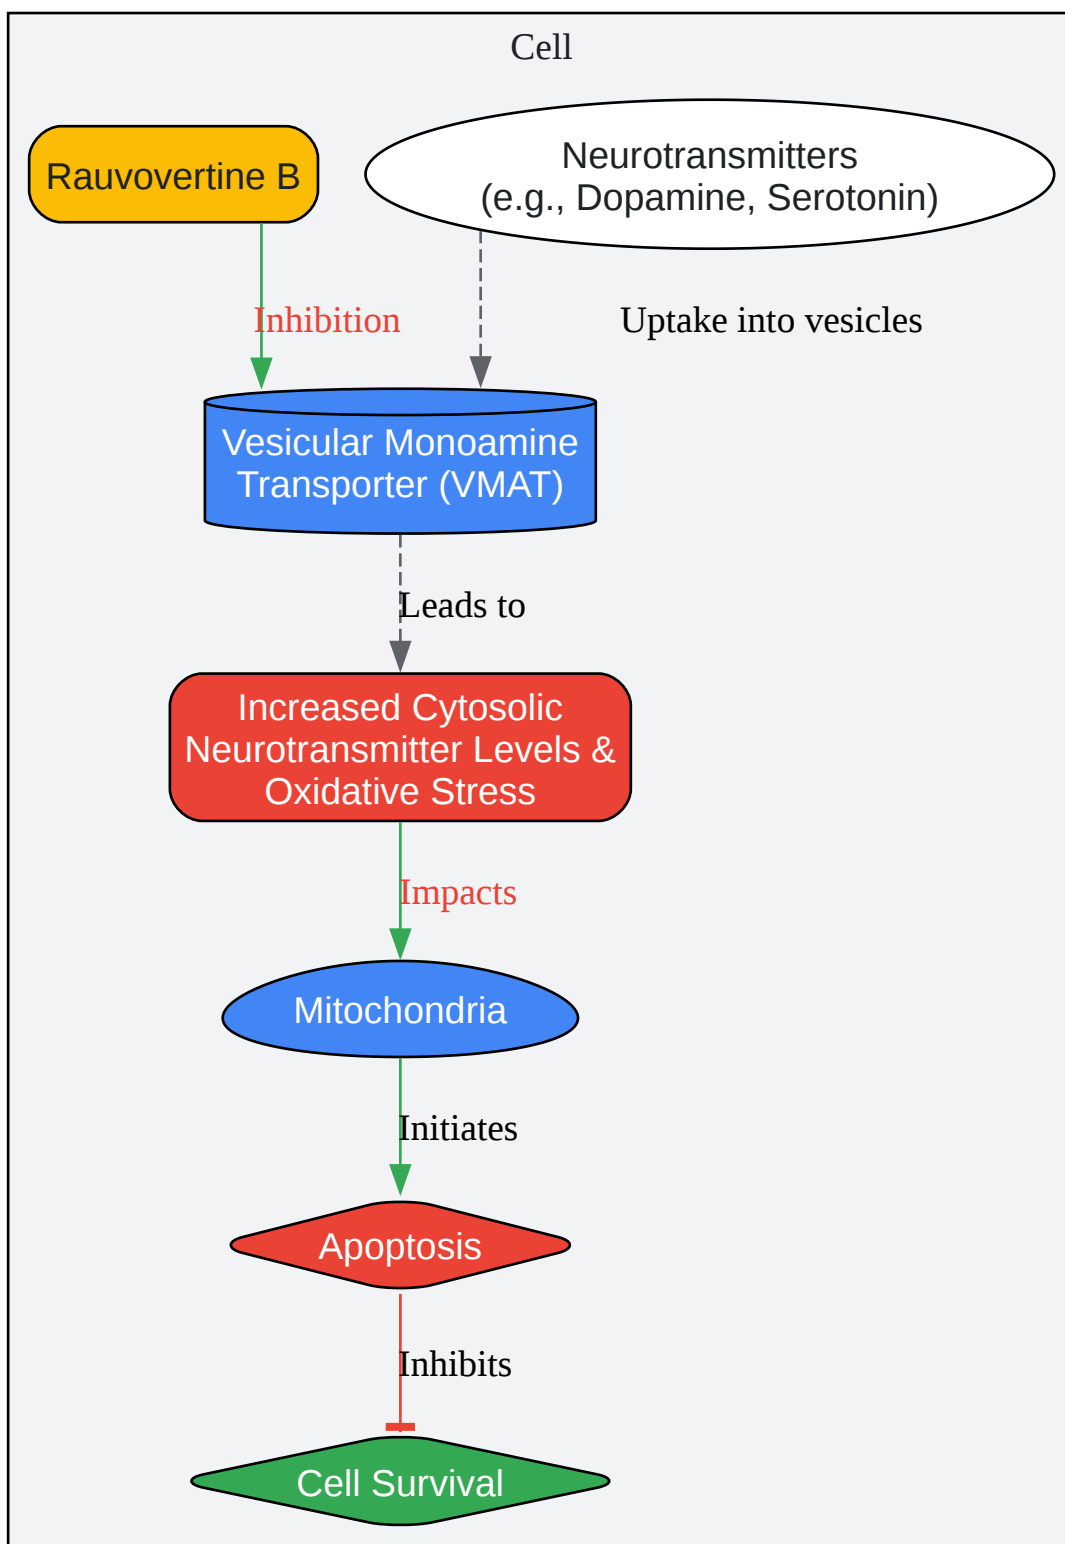 Cell
Rauvovertine B
Neurotransmitters
(e.g., Dopamine, Serotonin)
Inhibition
Uptake into vesicles
Vesicular Monoamine
Transporter (VMAT)
Leads to
Increased Cytosolic
Neurotransmitter Levels &
Oxidative Stress
Impacts
Mitochondria
Initiates
Apoptosis
Inhibits
Cell Survival